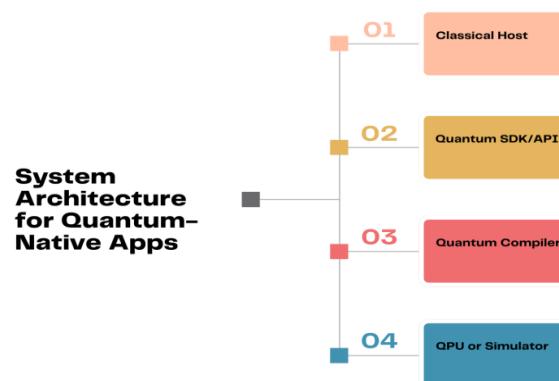 System
Architecture
for Quantum-
Native Apps
01
Classical Host
02
Quantum SDK/API
03
Quantum Compiler
04
QPU or Simulator